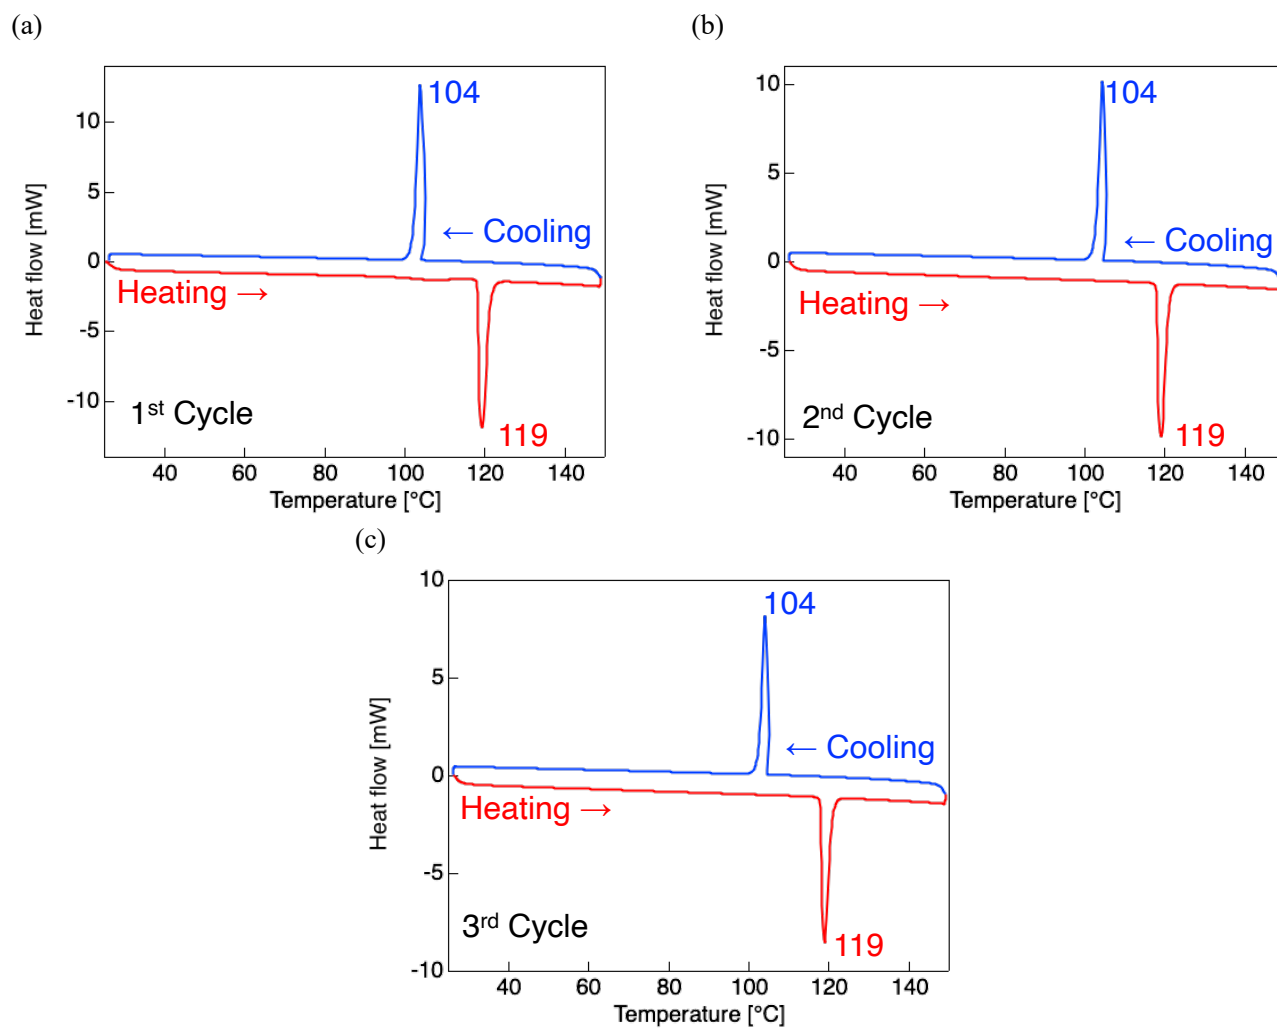 (a)
104
10
5
0
-5
-10
Heat flow [mW]
← Cooling
Heating →
1st Cycle
119
40 60 80 100 120 140
Temperature [°C]
(b)
104
10
5
0
-5
-10
Heat flow [mW]
← Cooling
Heating →
2nd Cycle
119
40 60 80 100 120 140
Temperature [°C]
(c)
104
10
5
0
-5
-10
Heat flow [mW]
← Cooling
Heating →
3rd Cycle
119
40 60 80 100 120 140
Temperature [°C]